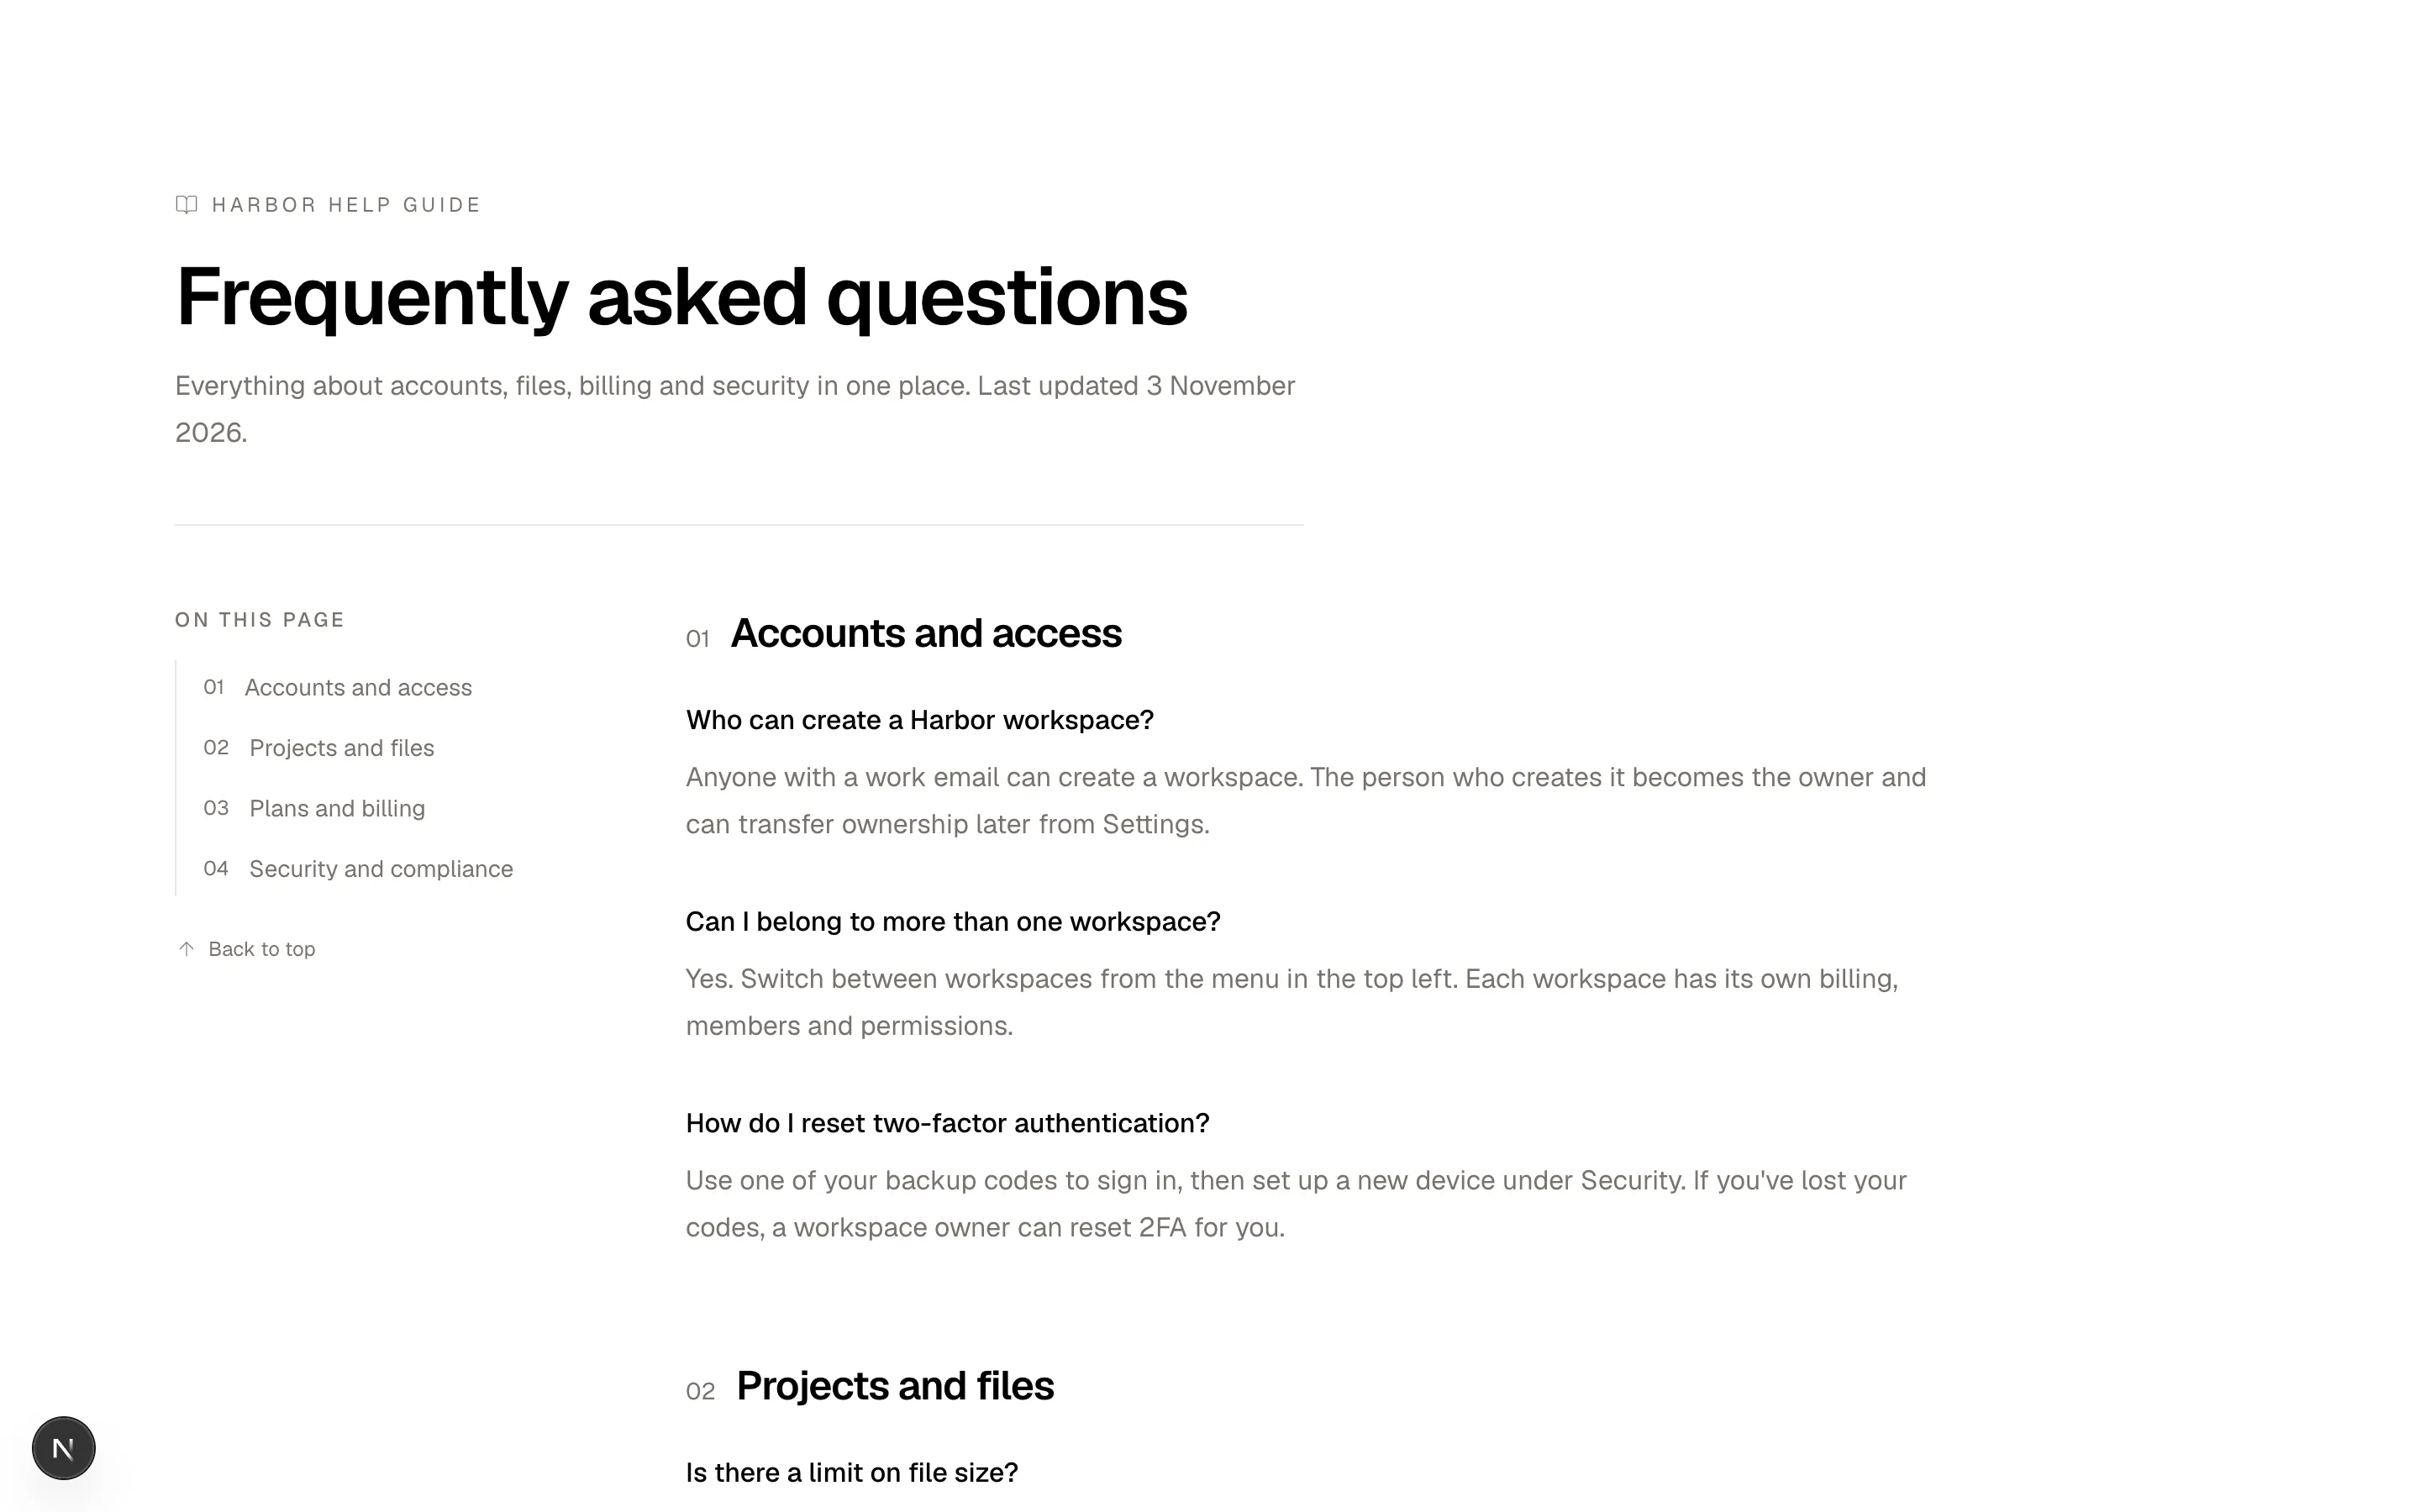 HARBOR HELP GUIDE
Frequently asked questions
Everything about accounts, files, billing and security in one place. Last updated 3 November
2026.
ON THIS PAGE
01 Accounts and access
02 Projects and files
03 Plans and billing
04 Security and compliance
Back to top
01 Accounts and access
Who can create a Harbor workspace?
Anyone with a work email can create a workspace. The person who creates it becomes the owner and
can transfer ownership later from Settings.
Can I belong to more than one workspace?
Yes. Switch between workspaces from the menu in the top left. Each workspace has its own billing,
members and permissions.
How do I reset two-factor authentication?
Use one of your backup codes to sign in, then set up a new device under Security. If you've lost your
codes, a workspace owner can reset 2FA for you.
02 Projects and files
Is there a limit on file size?
N